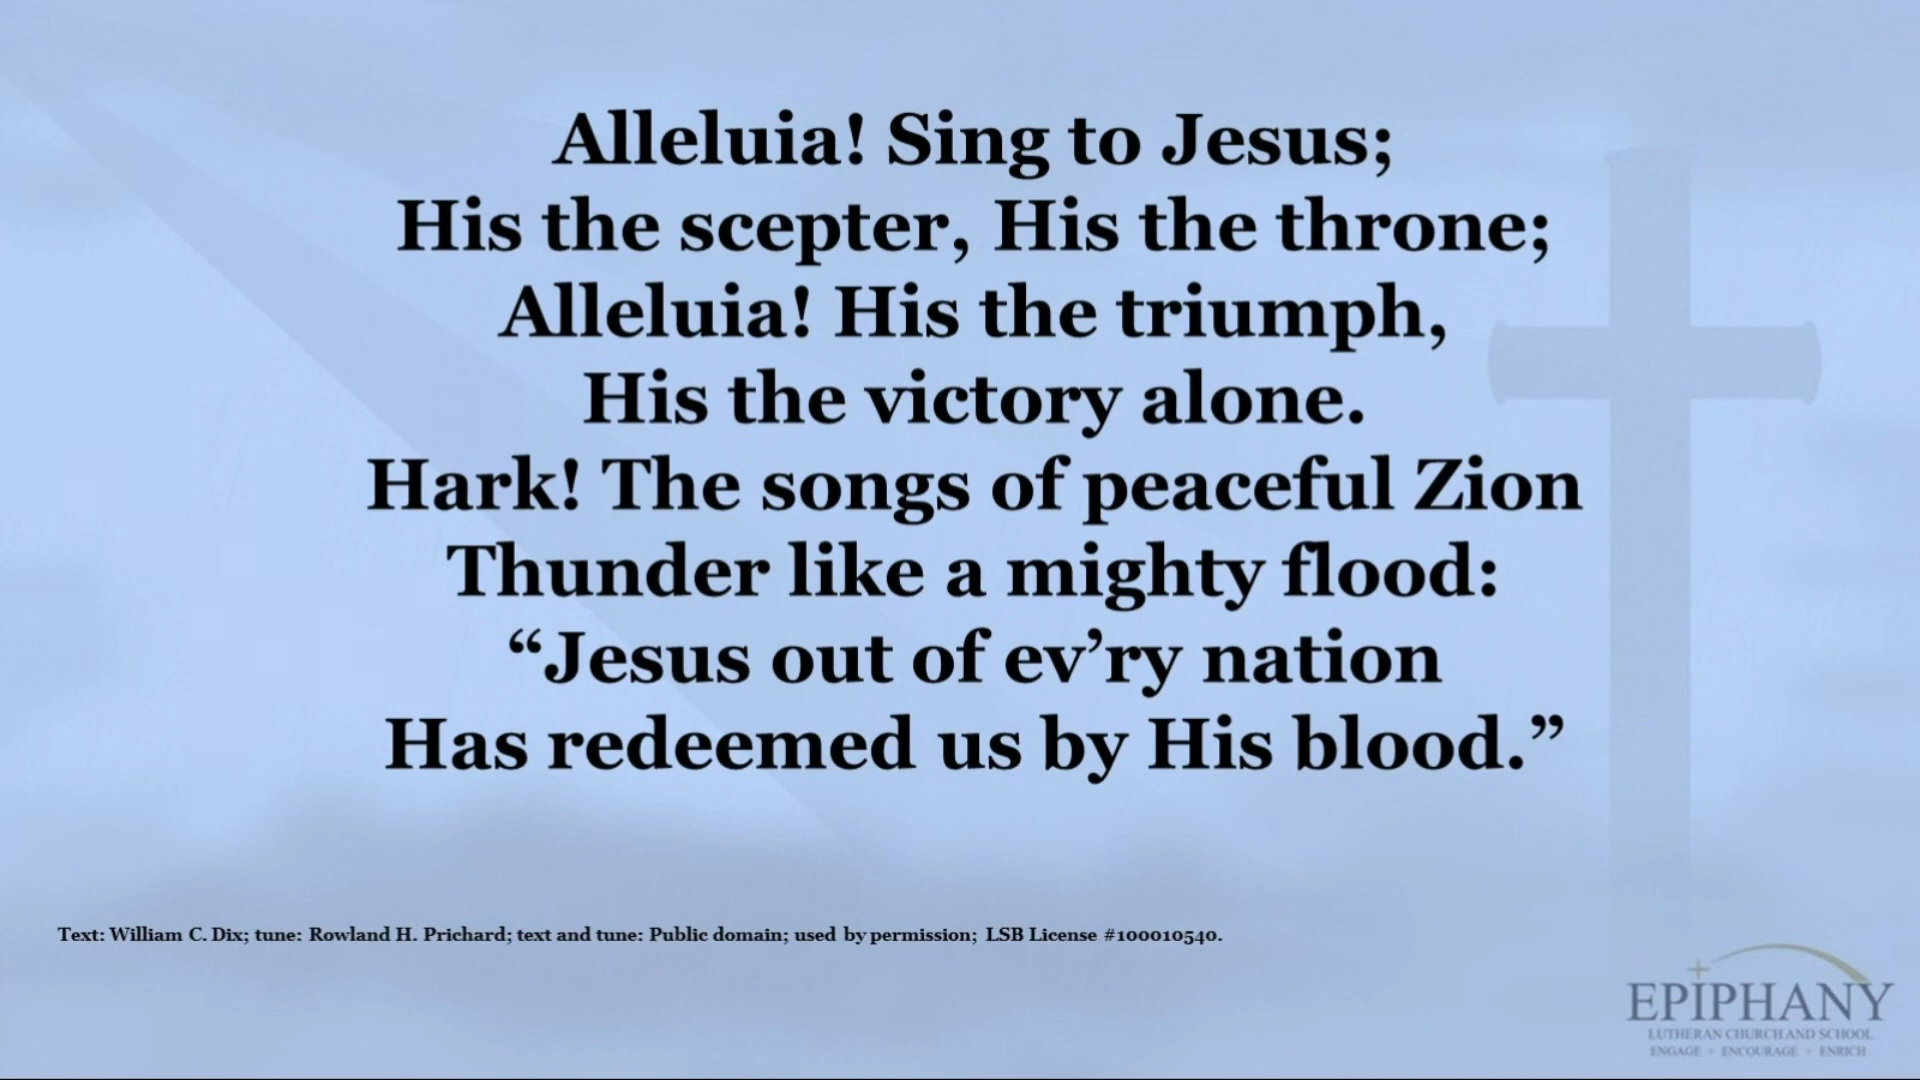 Alleluia! Sing to Jesus;
His the scepter, His the throne;
Alleluia! His the triumph,
His the victory alone.
Hark! The songs of peaceful Zion
Thunder like a mighty flood:
“Jesus out of ev’ry nation
Has redeemed us by His blood.”
Text: William C. Dix; tune: Rowland H. Prichard; text and tune: Public domain; used by permission; LSB License #100010540.
EPIPHANY
LUTHERAN CHURCH AND SCHOOL
ENGAGE • ENCOURAGE • ENRICH